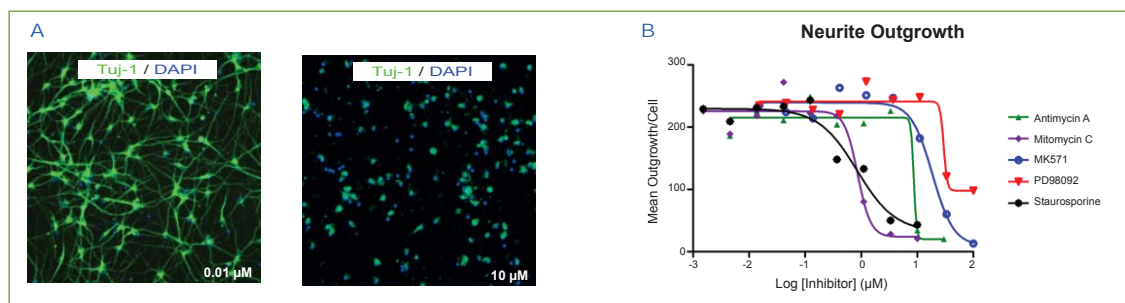 A
Tuj-1 / DAPI
0.01 µM
Tuj-1 / DAPI
10 µM
B
Neurite Outgrowth
Mean Outgrowth/Cell
300
200
100
0
-3
-2
-1
0
1
2
Log [Inhibitor] (µM)
Antimycin A
Mitomycin C
MK571
PD98092
Staurosporine